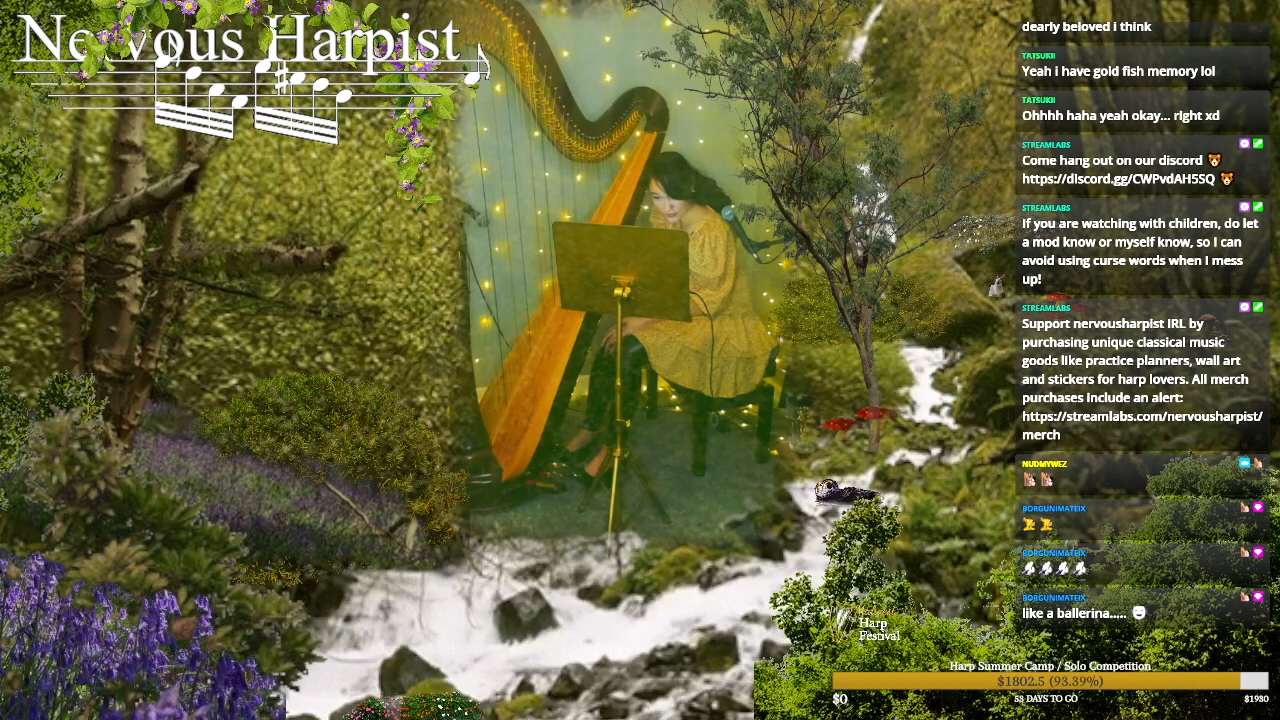 Nervous Harpist
dearly beloved i think
TATSUKII
Yeah i have gold fish memory lol
TATSUKII
Ohhhh haha yeah okay... right xd
STREAMLABS
Come hang out on our discord
https://discord.gg/CWPvdAH5SQ
STREAMLABS
If you are watching with children, do let
a mod know or myself know, so I can
avoid using curse words when I mess
up!
STREAMLABS
Support nervousharpist IRL by
purchasing unique classical music
goods like practice planners, wall art
and stickers for harp lovers. All merch
purchases include an alert:
https://streamlabs.com/nervousharpist/
merch
NUDMYWEZ
BORGUNIMATEIX
BORGUNIMATEIX
BORGUNIMATEIX
like a ballerina.....
Harp
Festival
Harp Summer Camp / Solo Competition
$1802.5 (93.39%)
$0
53 DAYS TO GO
$1930